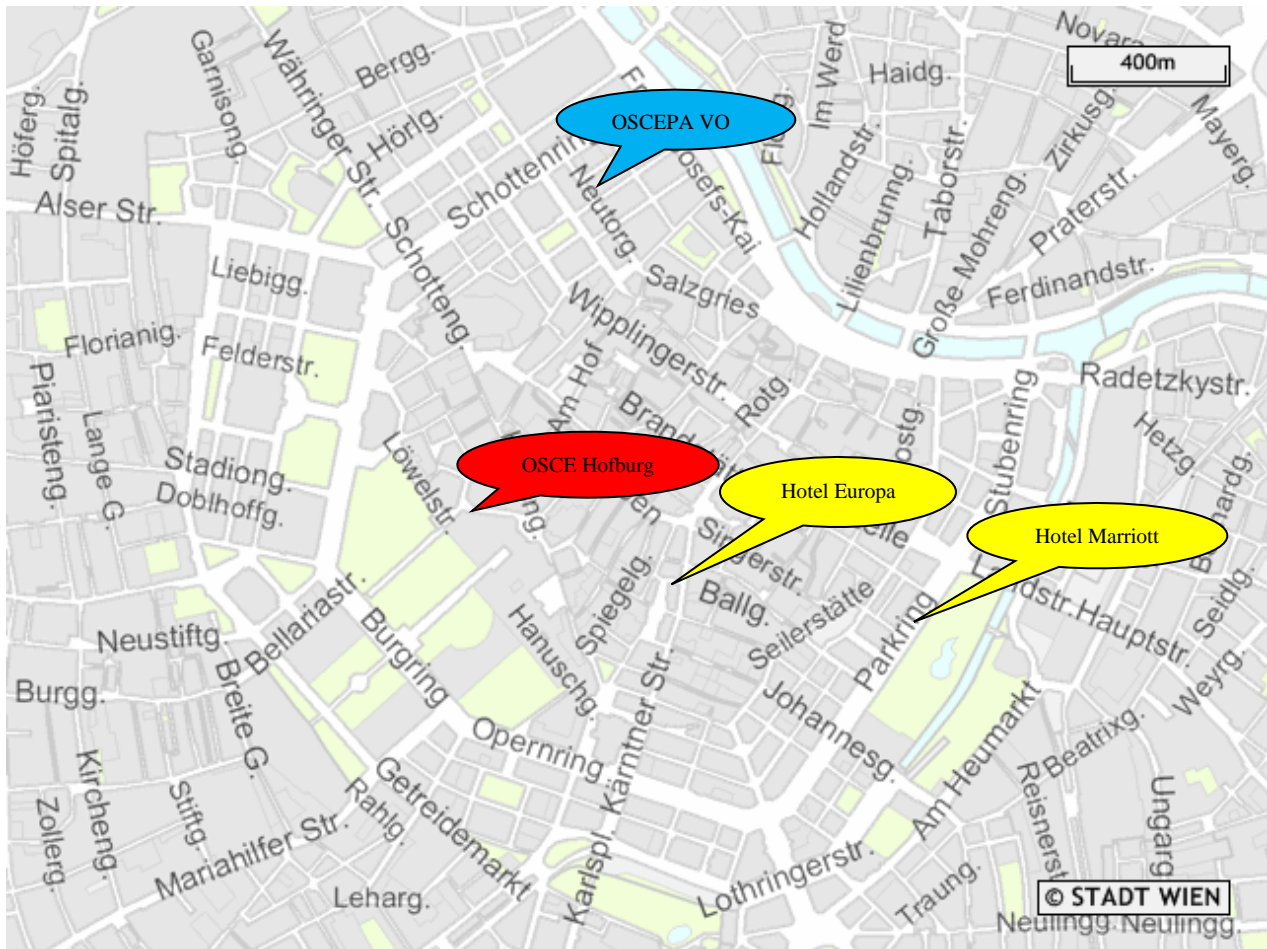 Novara
400m
Währinger Str.
Garnisong.
Bergg.
Im Werd
Haidg.
Höferg.
Spitalg.
Hörlg.
OSCEPA VO
Zirkusg.
Mayerg.
Schottenring
Josefs-Kai
Hollandstr.
Taborstr.
Alser Str.
Neutorg.
Lilienbrunng.
Große Mohreng.
Praterstr.
Schotteng.
Liebigg.
Salzgries
Ferdinandstr.
Florianig.
Felderstr.
Wipplingerstr.
Am Hof
Radetzkystr.
Piaristeng.
Lange G.
Rotg
Stubenring
Hetzg.
Stadiong.
Doblhoffg.
Löwelstr.
OSCE Hofburg
Hotel Europa
Hotel Marriott
Singerstr.
Landstr.Hauptstr.
Seidlg.
Bellariastr.
Neustiftg.
Burggring
Hanuschg.
Spiegelg.
Ballg.
Seilerstätte
Parkring
Weyrg.
Burgg.
Breite G.
Opernring
Kärntner Str.
Johannesg.
Am Heumarkt
Beatrixg.
Kircheng.
Stiftg.
Zollerg.
Mariahilfer Str.
Rahlg.
Getreidemarkt
Karlspl.
Lothringerstr.
Reisnerst
Ungarg
Leharg.
Traung.
© STADT WIEN
Neulingg.
Neulingg.